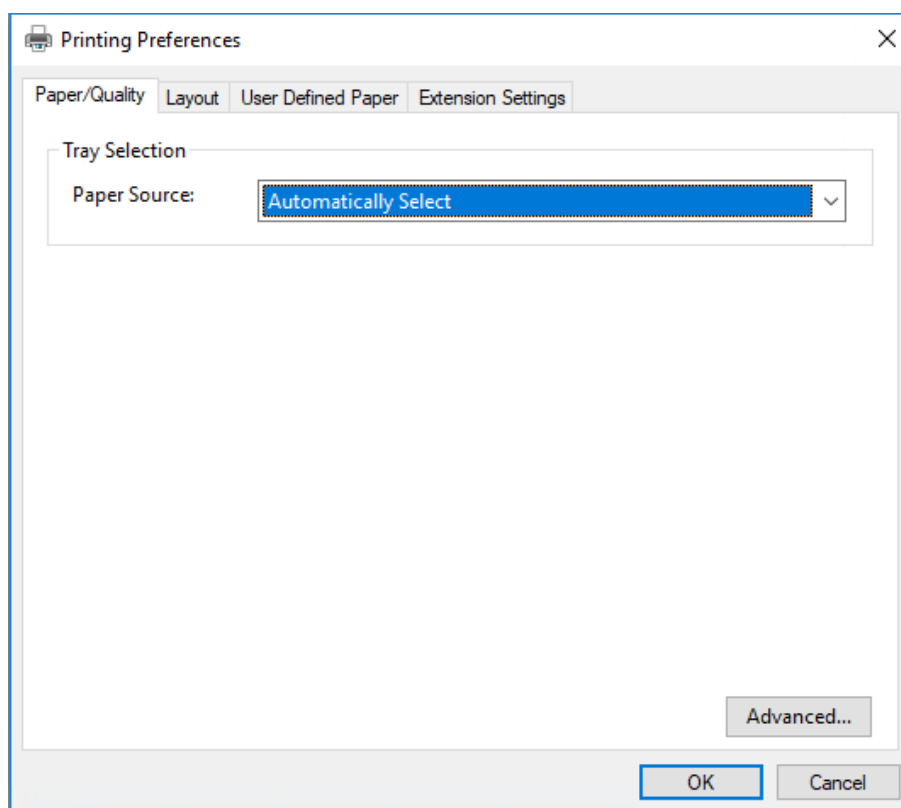 Printing Preferences
Paper/Quality Layout User Defined Paper Extension Settings
Tray Selection
Paper Source: Automatically Select
Advanced...
OK Cancel